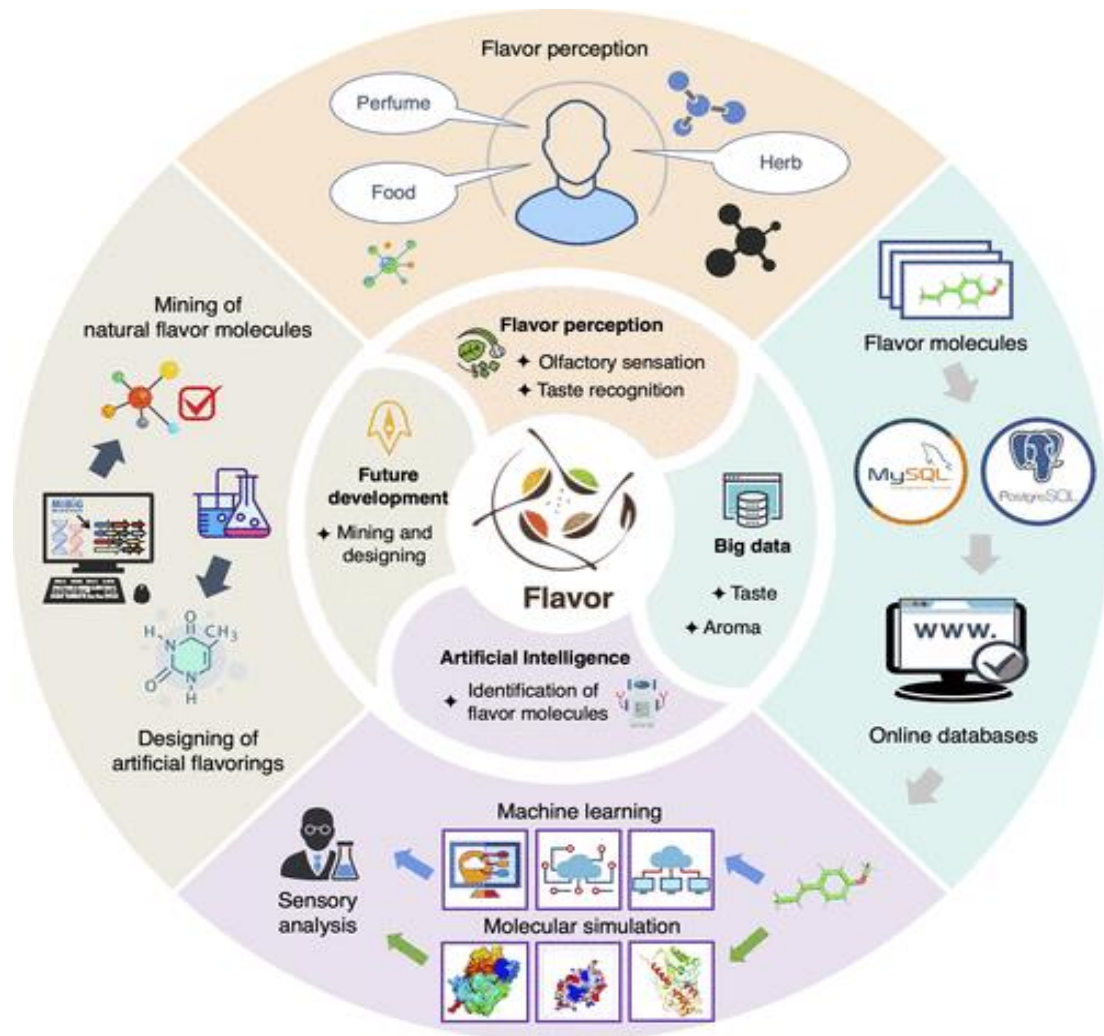 Flavor perception
Perfume
Food
Herb
Mining of
natural flavor molecules
Flavor molecules
MySQL
PostgreSQL
WWW.
Online databases
Flavor perception
✦ Olfactory sensation
✦ Taste recognition
Future
development
✦ Mining and
designing
Big data
✦ Taste
✦ Aroma
Flavor
Artificial Intelligence
✦ Identification of
flavor molecules
O
CH₃
H
N
O
N
H
Designing of
artificial flavorings
Machine learning
Sensory
analysis
Molecular simulation